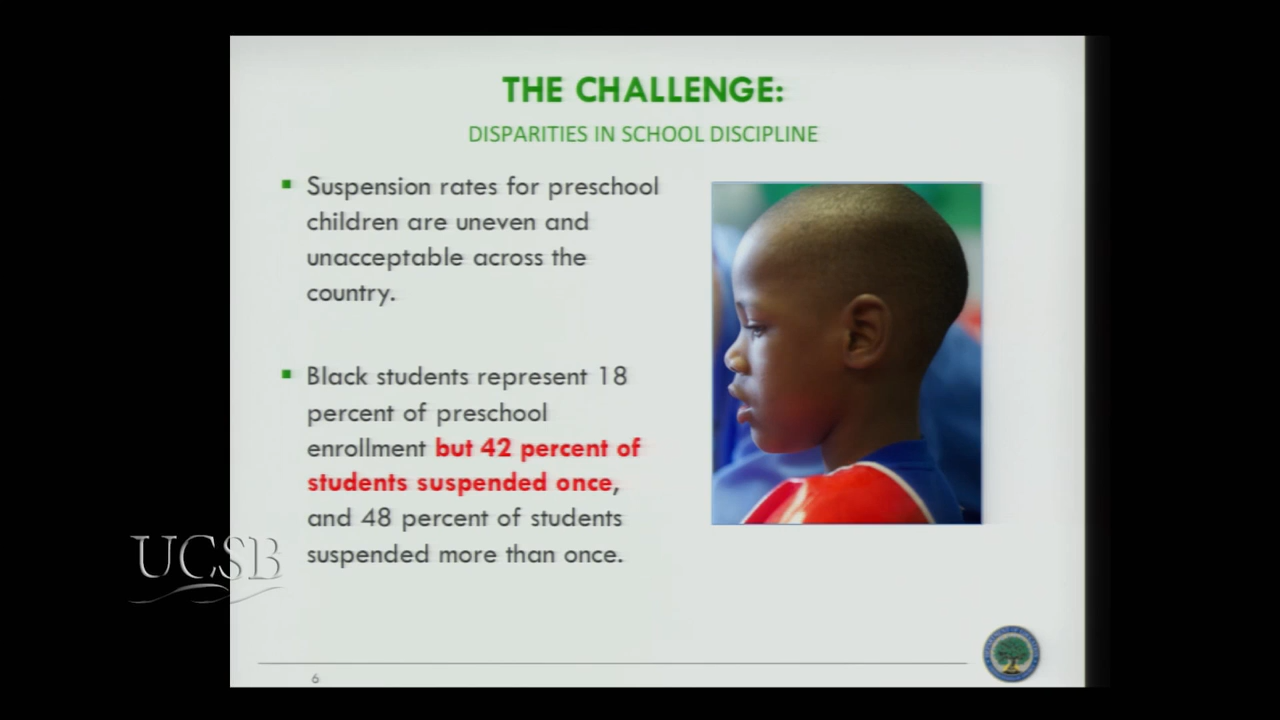 THE CHALLENGE:
DISPARITIES IN SCHOOL DISCIPLINE
Suspension rates for preschool
children are uneven and
unacceptable across the
country.
Black students represent 18
percent of preschool
enrollment but 42 percent of
students suspended once,
and 48 percent of students
suspended more than once.
UCSB
6